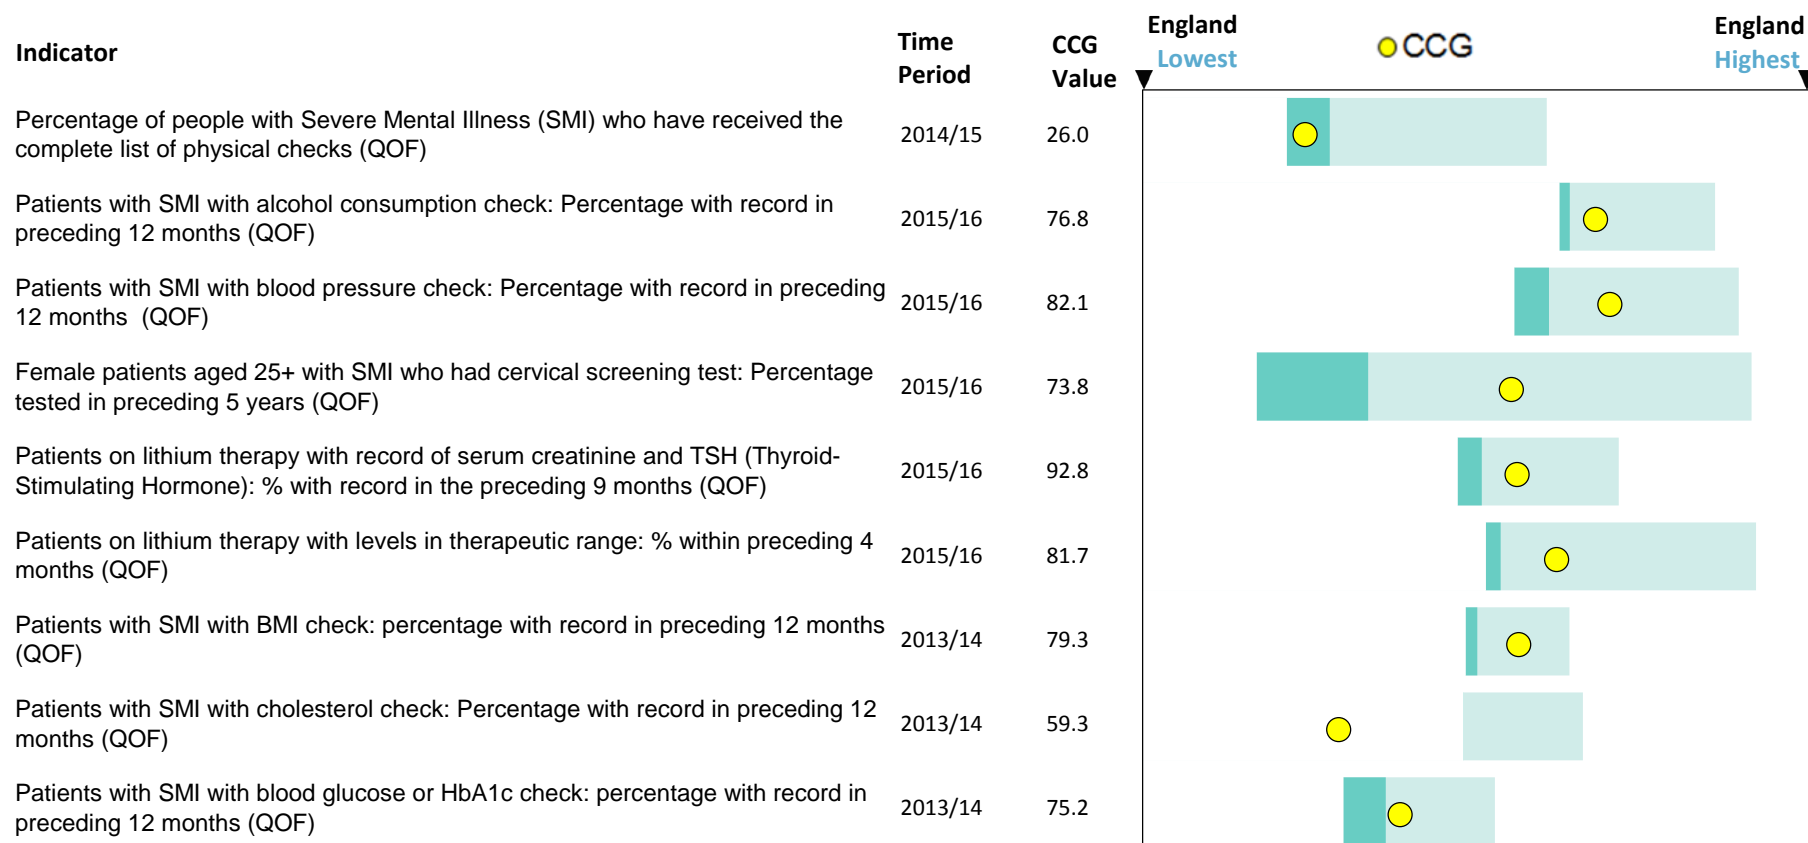 Indicator
Time Period
CCG Value
England Lowest
CCG
England Highest
Percentage of people with Severe Mental Illness (SMI) who have received the
complete list of physical checks (QOF)
2014/15
26.0
Patients with SMI with alcohol consumption check: Percentage with record in
preceding 12 months (QOF)
2015/16
76.8
Patients with SMI with blood pressure check: Percentage with record in preceding
12 months  (QOF)
2015/16
82.1
Female patients aged 25+ with SMI who had cervical screening test: Percentage
tested in preceding 5 years (QOF)
2015/16
73.8
Patients on lithium therapy with record of serum creatinine and TSH (Thyroid-
Stimulating Hormone): % with record in the preceding 9 months (QOF)
2015/16
92.8
Patients on lithium therapy with levels in therapeutic range: % within preceding 4
months (QOF)
2015/16
81.7
Patients with SMI with BMI check: percentage with record in preceding 12 months
(QOF)
2013/14
79.3
Patients with SMI with cholesterol check: Percentage with record in preceding 12
months (QOF)
2013/14
59.3
Patients with SMI with blood glucose or HbA1c check: percentage with record in
preceding 12 months (QOF)
2013/14
75.2